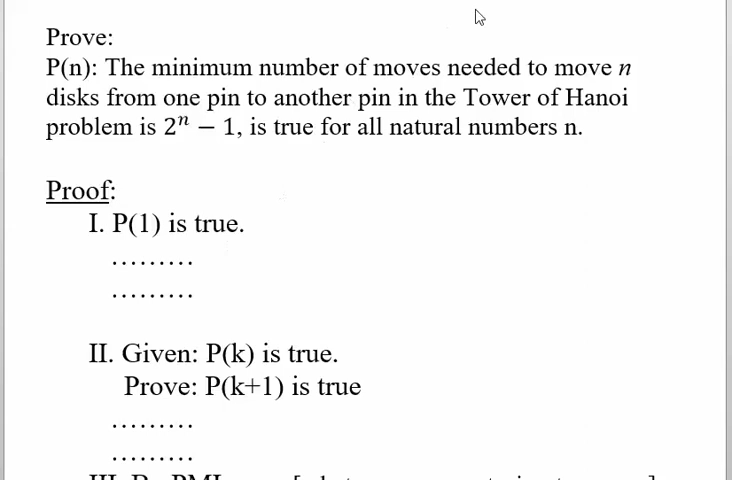 Prove:
P(n): The minimum number of moves needed to move n
disks from one pin to another pin in the Tower of Hanoi
problem is 2ⁿ − 1, is true for all natural numbers n.
Proof:
I. P(1) is true.
.........
.........
II. Given: P(k) is true.
Prove: P(k+1) is true
.........
.........